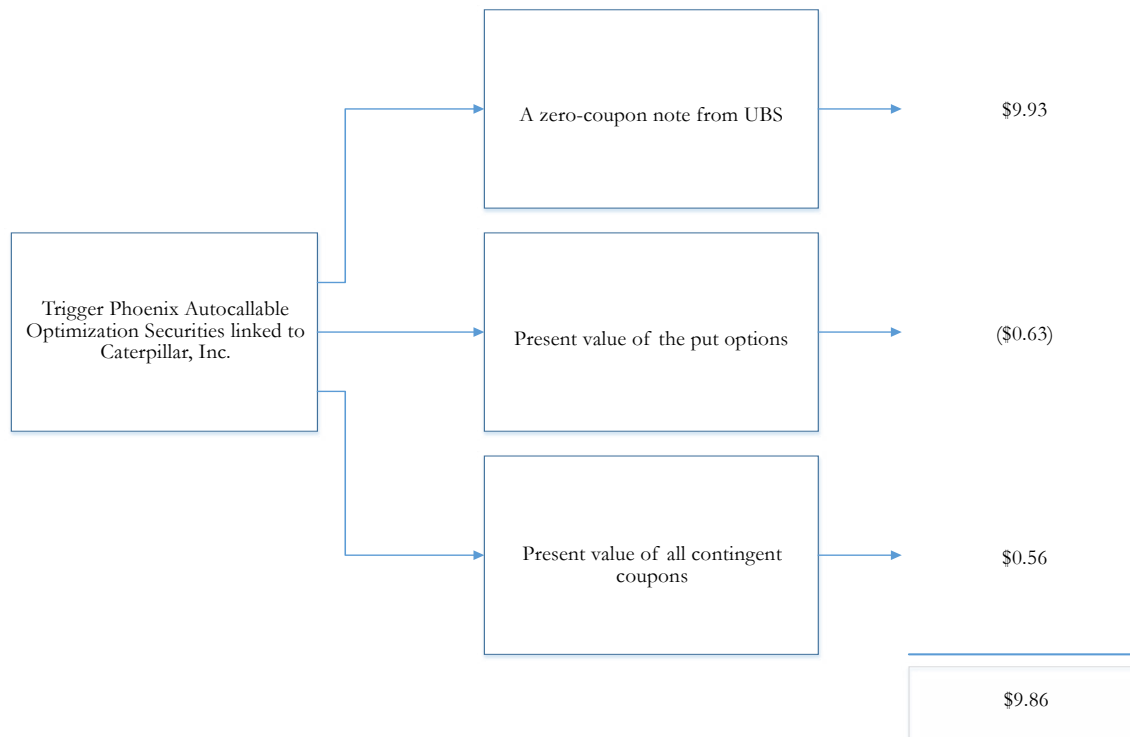 A zero-coupon note from UBS
$9.93
Trigger Phoenix Autocallable
Optimization Securities linked to
Caterpillar, Inc.
Present value of the put options
($0.63)
Present value of all contingent
coupons
$0.56
$9.86